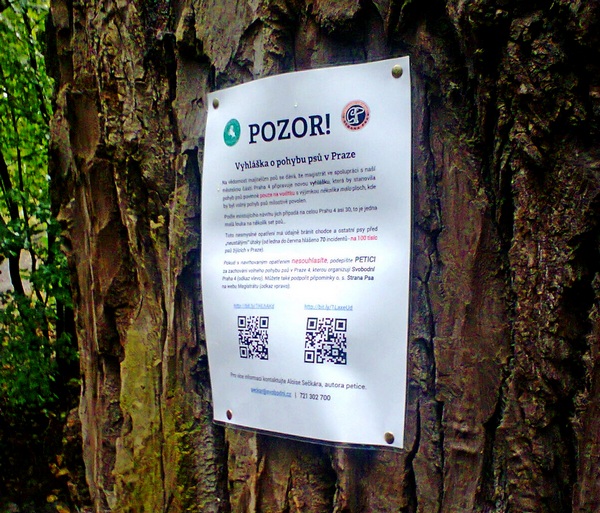 POZOR!
Vyhláška o pohybu psů v Praze
Na vědomost majitelům psů se dává, že magistrát ve spolupráci s naší
městskou částí Praha 4 připravuje novou vyhlášku, která by stanovila
pohyb psů povinně pouze na vodítku s výjimkou několika málo ploch, kde
by byl volný pohyb psů milostivě povolen.
Podle existujícího návrhu jich připadá na celou Prahu 4 asi 30, to je jedna
malá louka na několik set psů.
Toto nesmyslné opatření má údajně bránit chodce a ostatní psy před
útoky (od ledna do června hlášeno 70 incidentů - na 100 tisíc
psů žijících v Praze).
Pokud s navrhovaným opatřením nesouhlasíte, podepište PETICI
za zachování volného pohybu psů v Praze 4, kterou organizují Svobodní
Praha 4 (odkaz vlevo). Můžete také podpořit připomínky o. s. Strana Psa
na webu Magistrátu (odkaz vpravo).
Pro více informací kontaktujte Aloise Sečkára, autora petice.
| 721 302 700